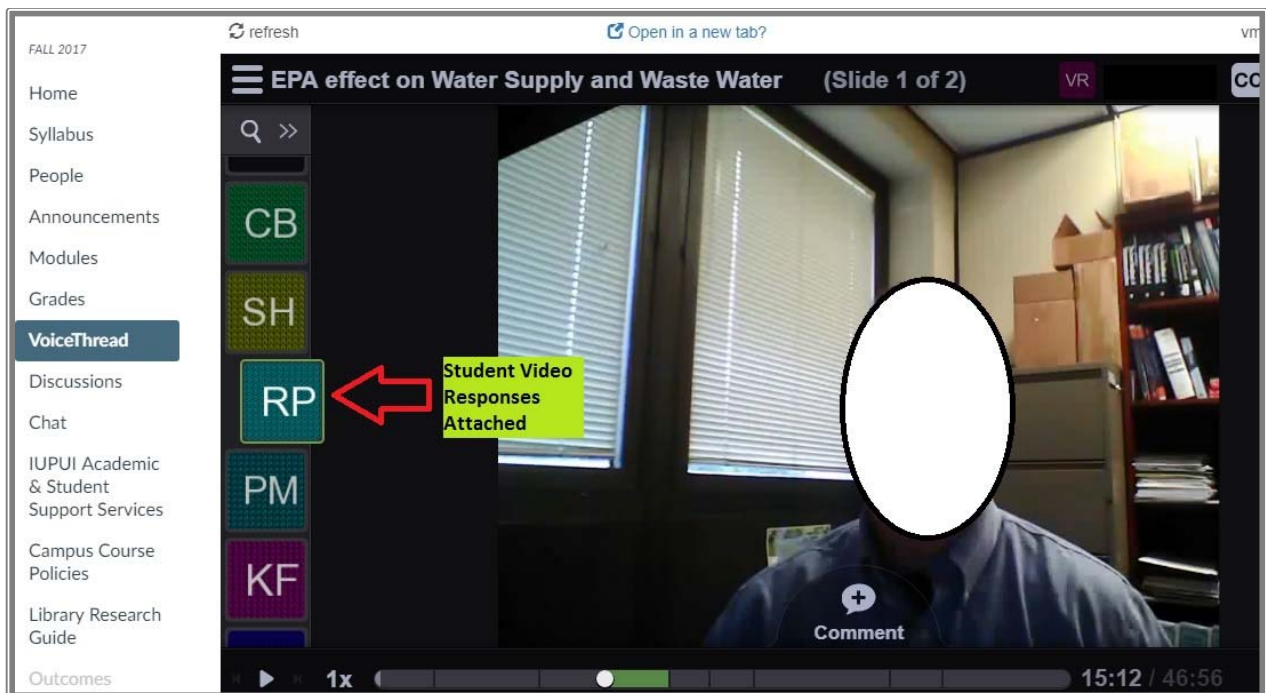 FALL 2017
Home
Syllabus
People
Announcements
Modules
Grades
VoiceThread
Discussions
Chat
IUPUI Academic
& Student
Support Services
Campus Course
Policies
Library Research
Guide
Outcomes
refresh
Open in a new tab?
EPA effect on Water Supply and Waste Water (Slide 1 of 2)
VR
CB
SH
RP
PM
KF
Student Video
Responses
Attached
Comment
1x
15:12 / 46:56